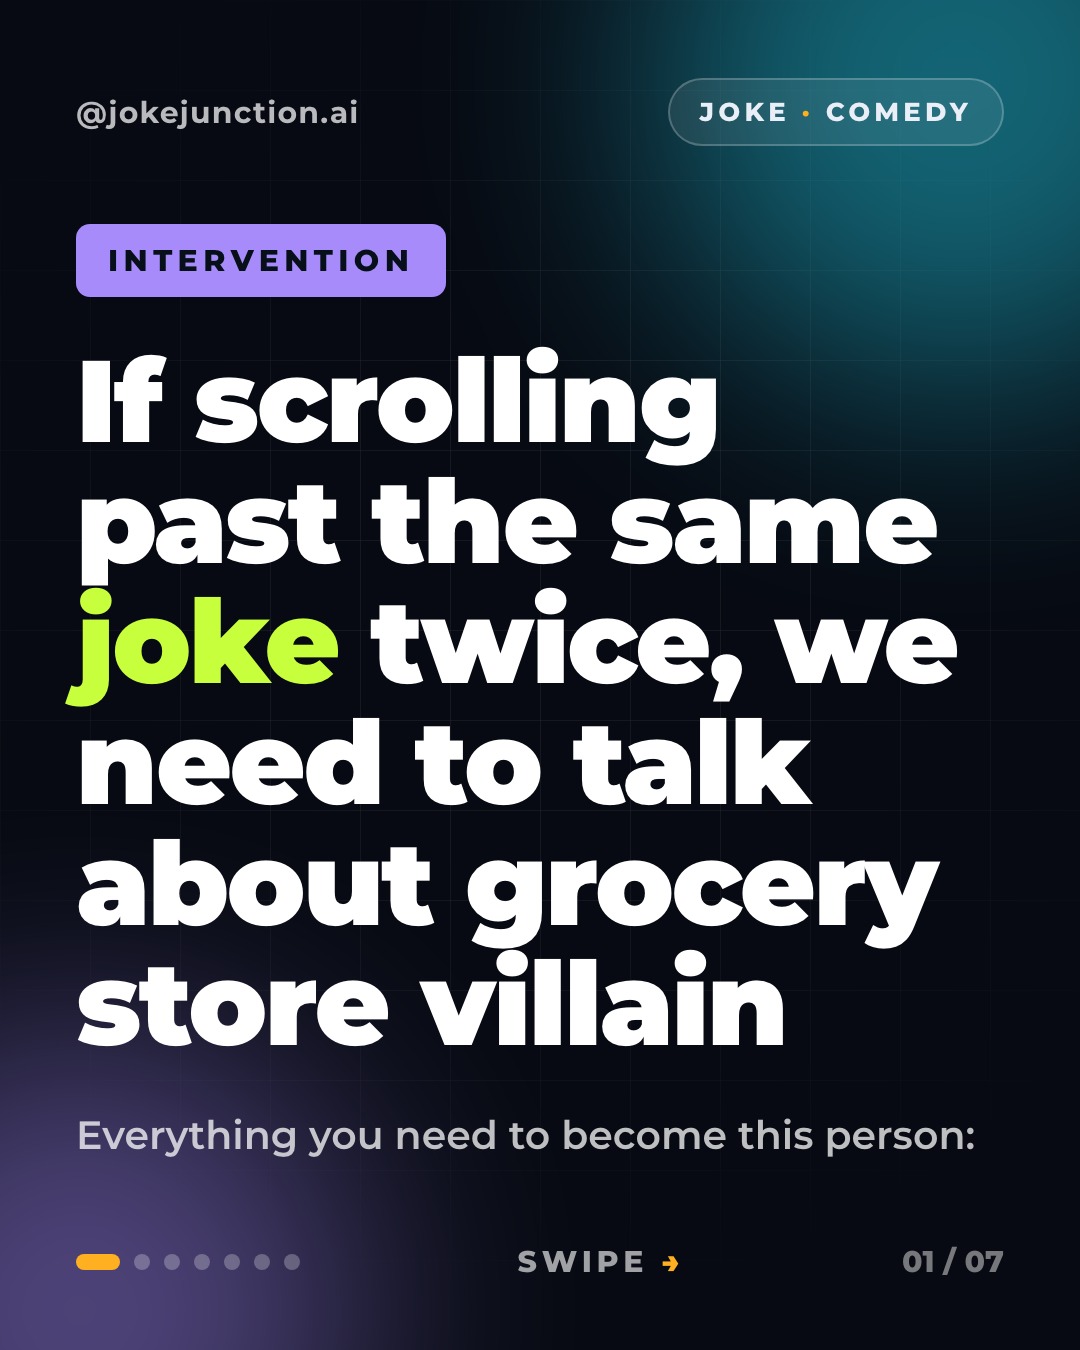 @jokejunction.ai
JOKE • COMEDY
INTERVENTION
If scrolling
past the same
joke twice, we
need to talk
about grocery
store villain
Everything you need to become this person:
SWIPE →
01 / 07